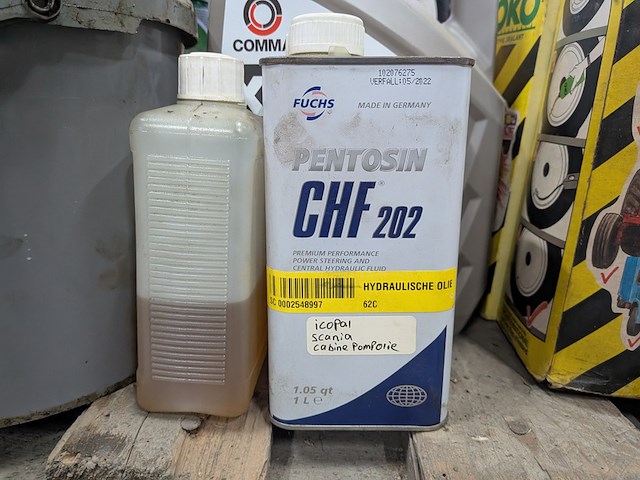 COMMA
OKO
102076275
VERFALL:05/2022
FUCHS
MADE IN GERMANY
PENTOSIN
CHF® 202
PREMIUM PERFORMANCE
POWER STEERING AND
CENTRAL HYDRAULIC FLUID
HYDRAULISCHE OLIE
SC 0002548997
62C
icopal
scania
cabine pompolie
1.05 qt
1 L e